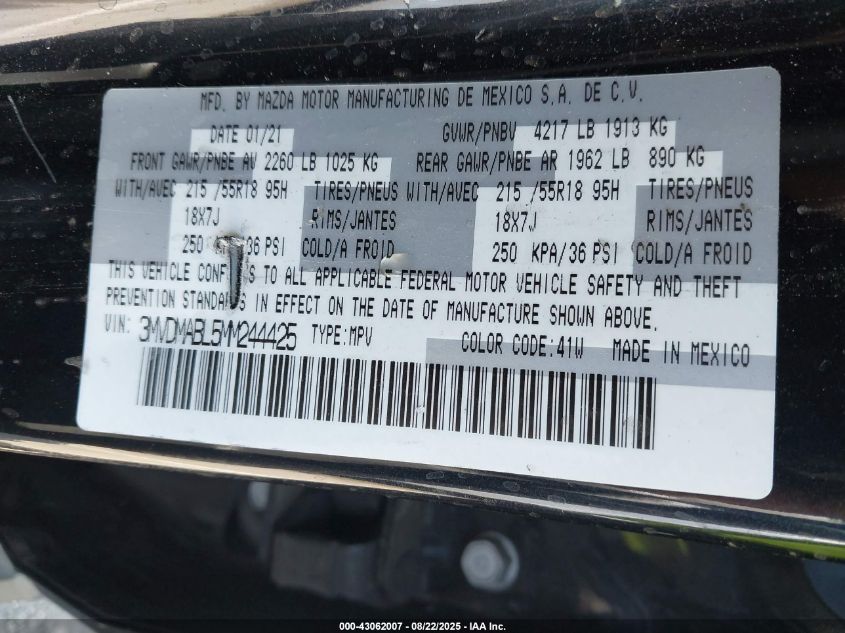 MFD. BY MAZDA MOTOR MANUFACTURING DE MEXICO S.A. DE C.V.
DATE 01/21 GVWR/PNBV 4217 LB 1913 KG
FRONT GAWR/PNBE AV 2260 LB 1025 KG REAR GAWR/PNBE AR 1962 LB 890 KG
WITH/AVEC 215 /55R18 95H TIRES/PNEUS WITH/AVEC 215 /55R18 95H TIRES/PNEUS
18X7J RIMS/JANTES 18X7J RIMS/JANTES
250 /36 PSI COLD/A FROID 250 KPA/36 PSI COLD/A FROID
THIS VEHICLE TO ALL APPLICABLE FEDERAL MOTOR VEHICLE SAFETY AND THEFT
PREVENTION IN EFFECT ON THE DATE OF MANUFACTURE SHOWN ABOVE.
VIN: 3MVDMABL5MM244425 TYPE:MPV COLOR CODE:41W MADE IN MEXICO
000-43062007 - 08/22/2025 - IAA Inc.